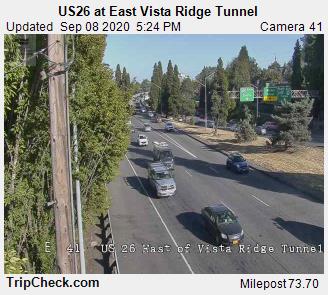 US26 at East Vista Ridge Tunnel
Updated Sep 08 2020 5:24 PM Camera 41
E 41 US 26 East of Vista Ridge Tunnel
TripCheck.com Milepost 73.70